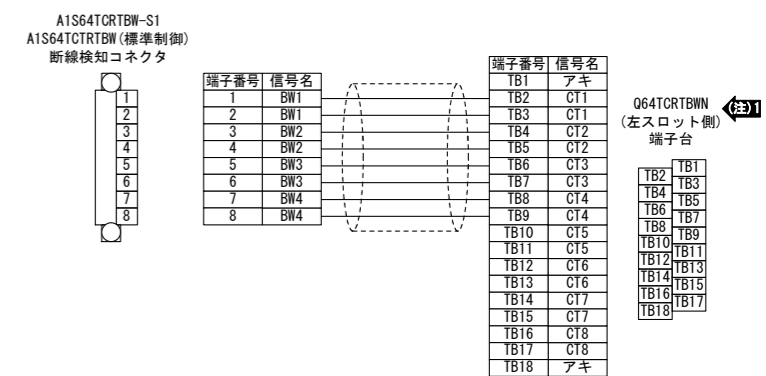 A1S64TCRTBW-S1
A1S64TCTRTBW(標準制御)
断線検知コネクタ
1
2
3
4
5
6
7
8
端子番号 信号名
1 BW1
2 BW1
3 BW2
4 BW2
5 BW3
6 BW3
7 BW4
8 BW4
端子番号 信号名
TB1 アキ
TB2 CT1
TB3 CT1
TB4 CT2
TB5 CT2
TB6 CT3
TB7 CT3
TB8 CT4
TB9 CT4
TB10 CT5
TB11 CT5
TB12 CT6
TB13 CT6
TB14 CT7
TB15 CT7
TB16 CT8
TB17 CT8
TB18 アキ
Q64TCRTBWN (注)1
(左スロット側)
端子台
TB1
TB2
TB3
TB4
TB5
TB6
TB7
TB8
TB9
TB10
TB11
TB12
TB13
TB14
TB15
TB16
TB17
TB18